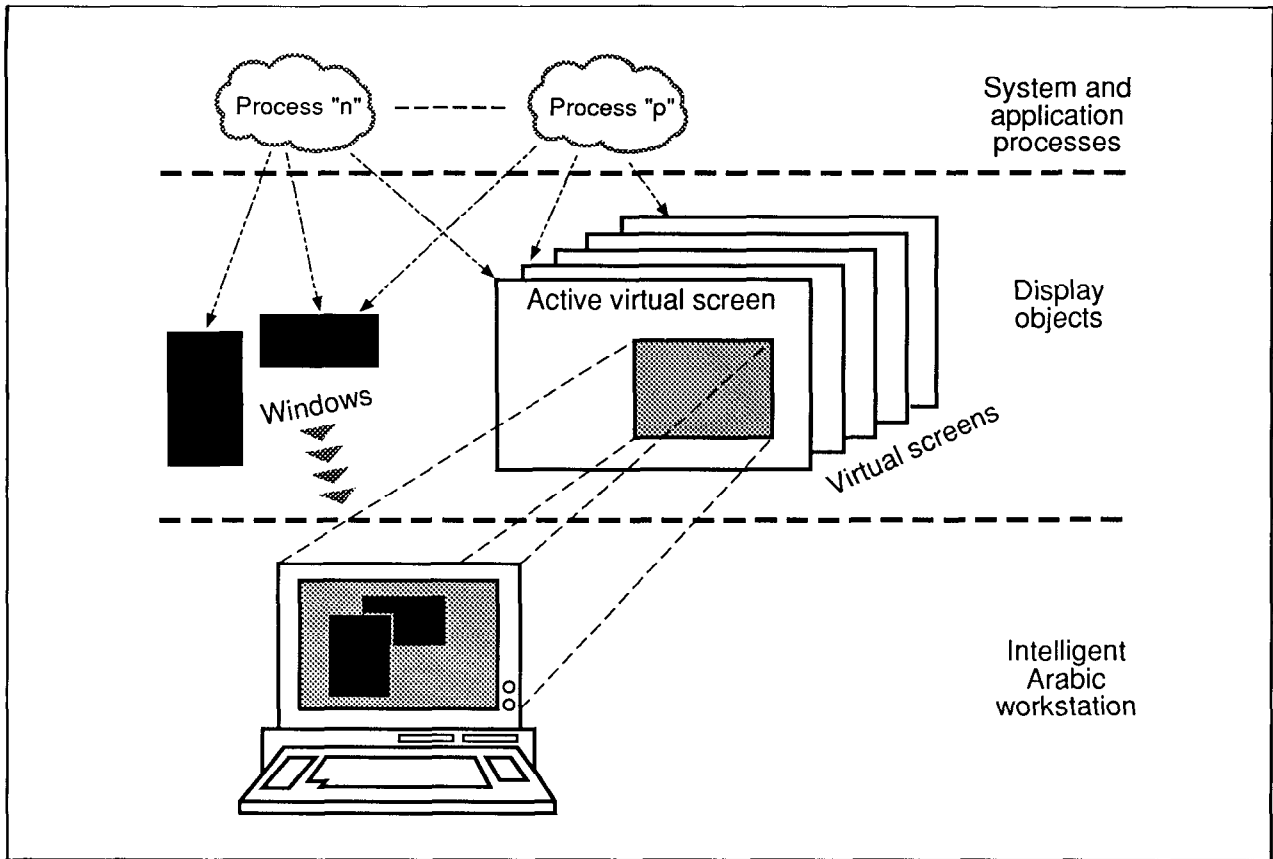 Process "n"
Process "p"
System and
application
processes
Active virtual screen
Display
objects
Windows
Virtual screens
Intelligent
Arabic
workstation